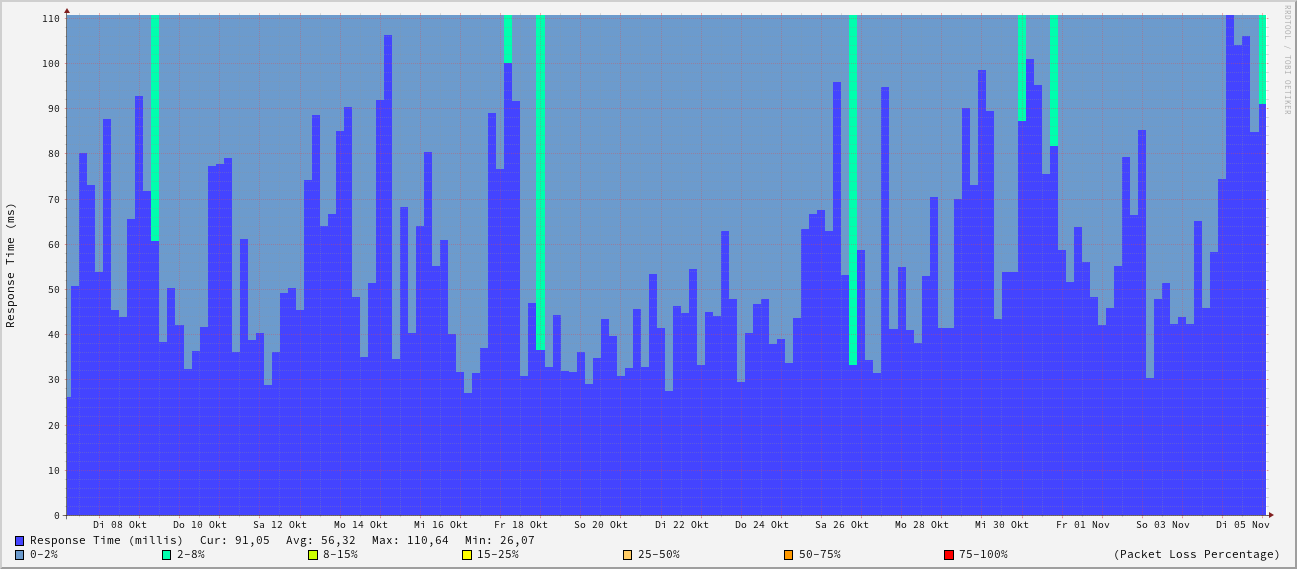 RRDTOOL / TOBI OETIKER
Response Time (ms)
110
100
90
80
70
60
50
40
30
20
10
0
Di 08 Okt Do 10 Okt Sa 12 Okt Mo 14 Okt Mi 16 Okt Fr 18 Okt So 20 Okt Di 22 Okt Do 24 Okt Sa 26 Okt Mo 28 Okt Mi 30 Okt Fr 01 Nov So 03 Nov Di 05 Nov
Response Time (millis) Cur: 91,05 Avg: 56,32 Max: 110,64 Min: 26,07
0-2% 2-8% 8-15% 15-25% 25-50% 50-75% 75-100% (Packet Loss Percentage)